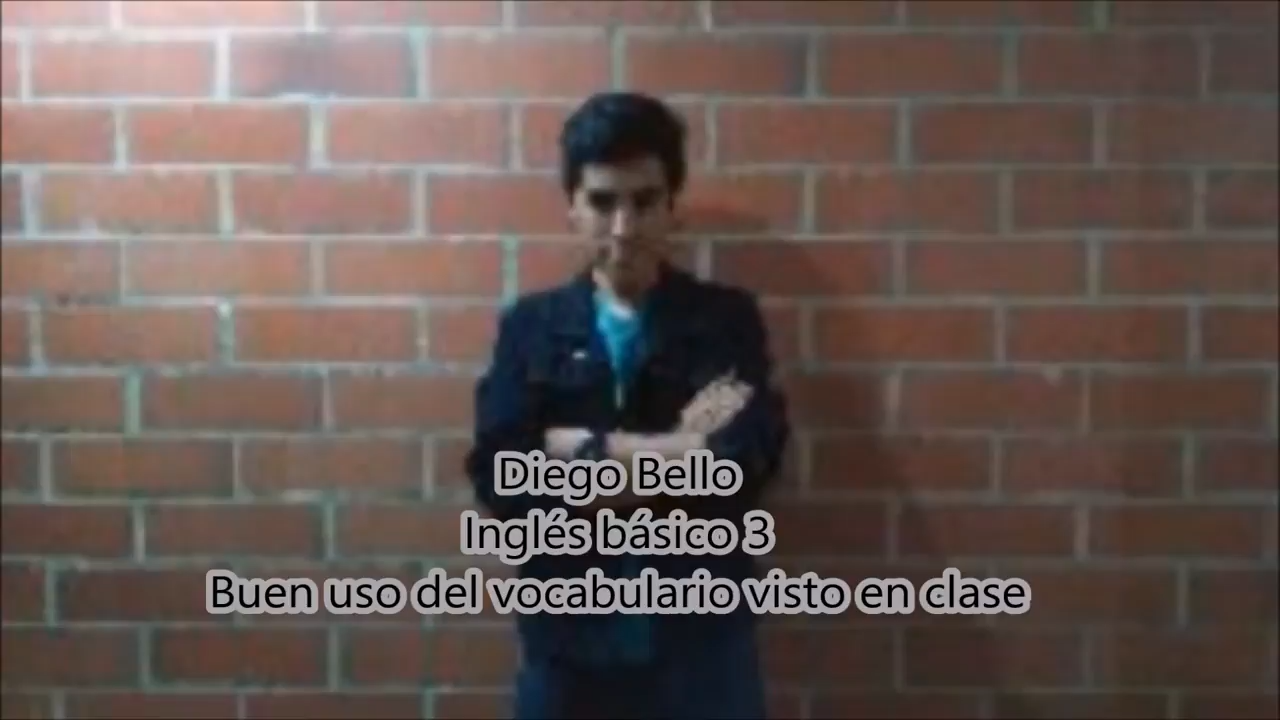 Diego Bello
Inglés básico 3
Buen uso del vocabulario visto en clase